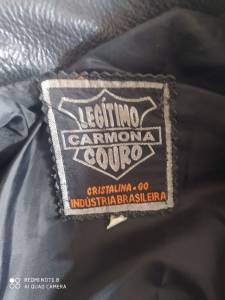 LEGÍTIMO
CARMONA
COURO
CRISTALINA - GO
INDÚSTRIA BRASILEIRA
REDMI NOTE 8
AI QUAD CAMERA